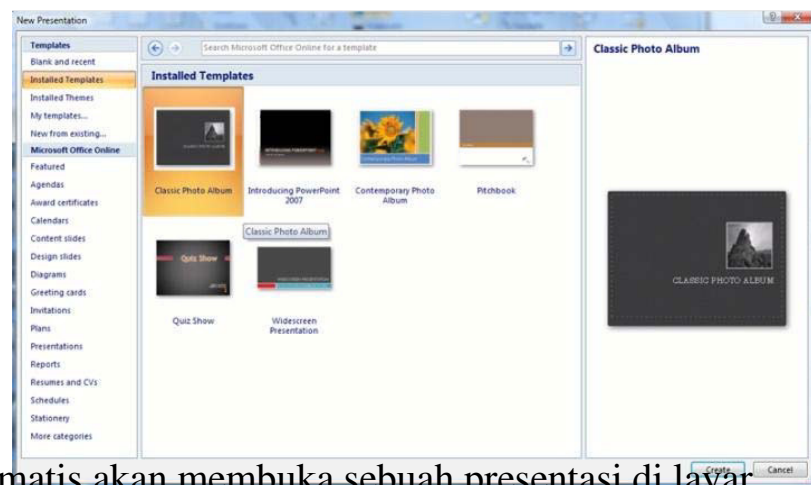 New Presentation
Templates
Blank and recent
Installed Templates
Installed Themes
My templates...
New from existing...
Microsoft Office Online
Featured
Agendas
Award certificates
Calendars
Content slides
Design slides
Diagrams
Greeting cards
Invitations
Plans
Presentations
Reports
Resumes and CVs
Schedules
Stationery
More categories
Search Microsoft Office Online for a template
Installed Templates
Classic Photo Album
Introducing PowerPoint
2007
Contemporary Photo
Album
Pitchbook
Classic Photo Album
Quiz Show
Quiz Show
Widescreen
Presentation
Classic Photo Album
CLASSIC PHOTO ALBUM
Create
Cancel
matis akan membuka sebuah presentasi di layar